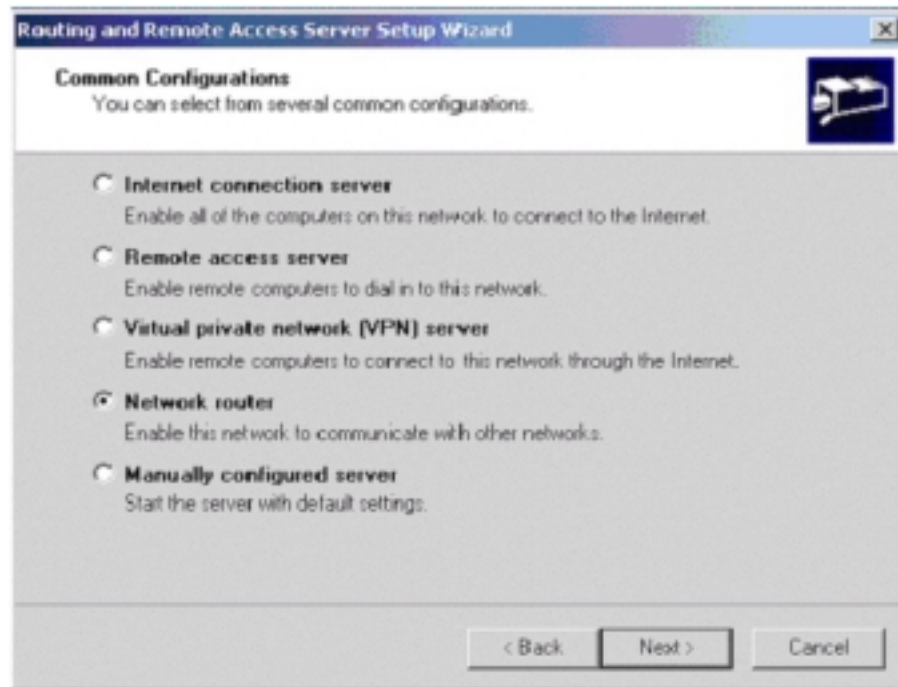 Routing and Remote Access Server Setup Wizard
Common Configurations
You can select from several common configurations.
Internet connection server
Enable all of the computers on this network to connect to the Internet.
Remote access server
Enable remote computers to dial in to this network.
Virtual private network (VPN) server
Enable remote computers to connect to this network through the Internet.
Network router
Enable this network to communicate with other networks.
Manually configured server
Start the server with default settings.
< Back
Next >
Cancel